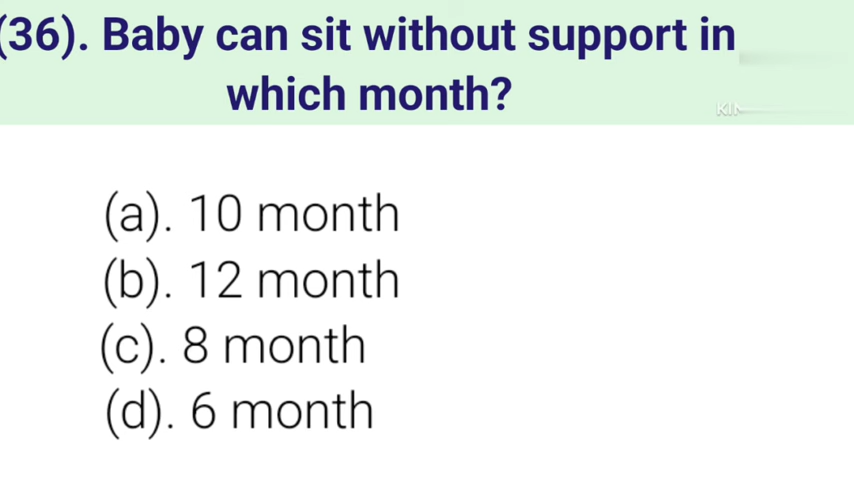 (36). Baby can sit without support in
which month?
(a). 10 month
(b). 12 month
(c). 8 month
(d). 6 month